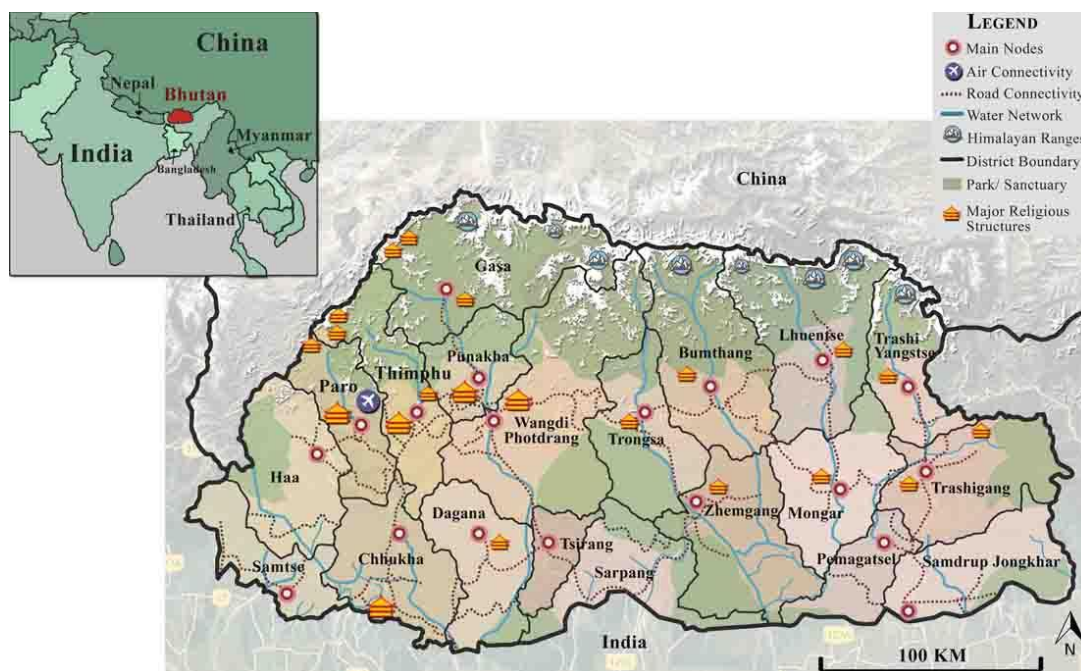 China
Nepal
Bhutan
Myanmar
India
Bangladesh
Thailand
LEGEND
Main Nodes
Air Connectivity
Road Connectivity
Water Network
Himalayan Ranges
District Boundary
Park/ Sanctuary
Major Religious
Structures
China
Gasa
Lhuentse
Trashi
Yangstse
Punakha
Bumthang
Thimphu
Paro
Wangdi
Photdrang
Trongsa
Haa
Trashigang
Dagana
Zhemgang
Mongar
Tsirang
Chhukha
Pemagatsel
Samdrup Jongkhar
Samtse
Sarpang
India
100 KM
N